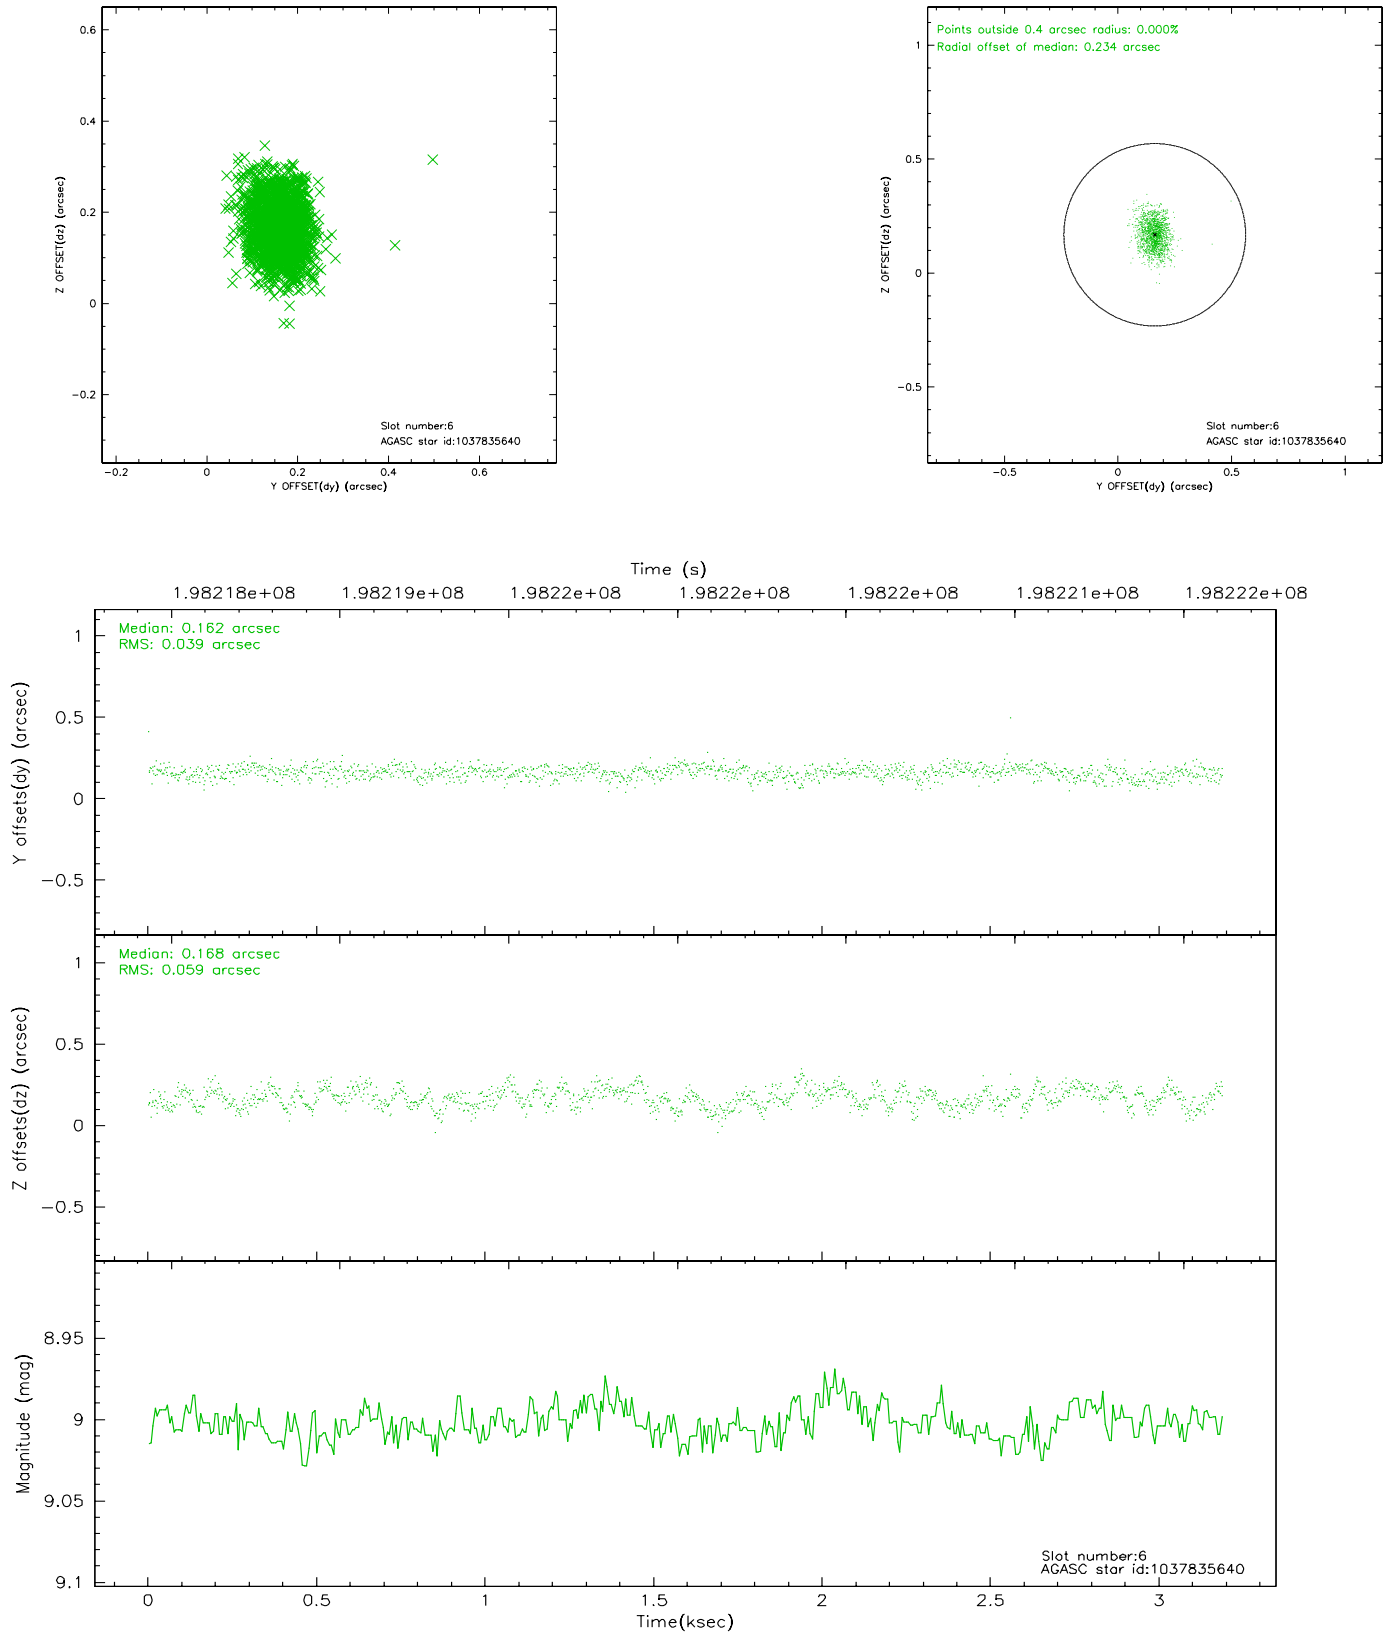 0.6
0.4
0.2
0
−0.2
Z OFFSET(dz) (arcsec)
Slot number:6
AGASC star id:1037835640
−0.2 0 0.2 0.4 0.6
Y OFFSET(dy) (arcsec)
Points outside 0.4 arcsec radius: 0.000%
Radial offset of median: 0.234 arcsec
1
0.5
0
−0.5
Z OFFSET(dz) (arcsec)
Slot number:6
AGASC star id:1037835640
−0.5 0 0.5 1
Y OFFSET(dy) (arcsec)
Time (s)
1.98218e+08 1.98219e+08 1.9822e+08 1.9822e+08 1.9822e+08 1.98221e+08 1.98222e+08
Median: 0.162 arcsec
RMS: 0.039 arcsec
1
0.5
0
−0.5
Y offsets(dy) (arcsec)
Median: 0.168 arcsec
RMS: 0.059 arcsec
1
0.5
0
−0.5
Z offsets(dz) (arcsec)
8.95
9
9.05
9.1
Magnitude (mag)
Slot number:6
AGASC star id:1037835640
0 0.5 1 1.5 2 2.5 3
Time(ksec)